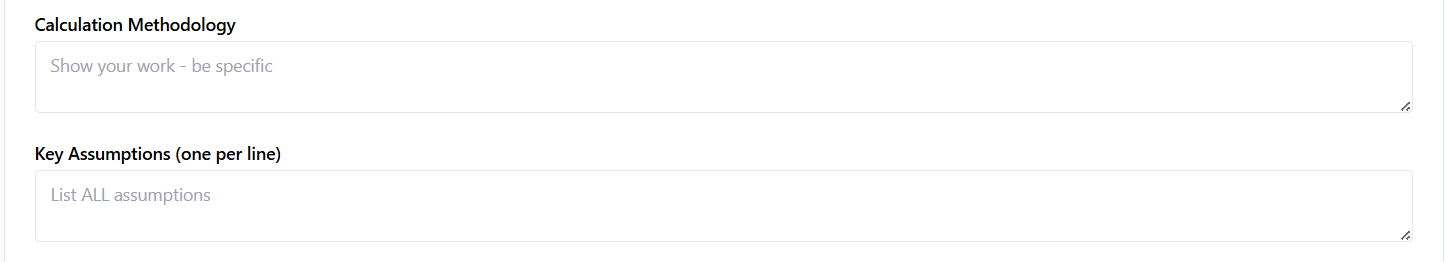 Calculation Methodology
Show your work - be specific
Key Assumptions (one per line)
List ALL assumptions